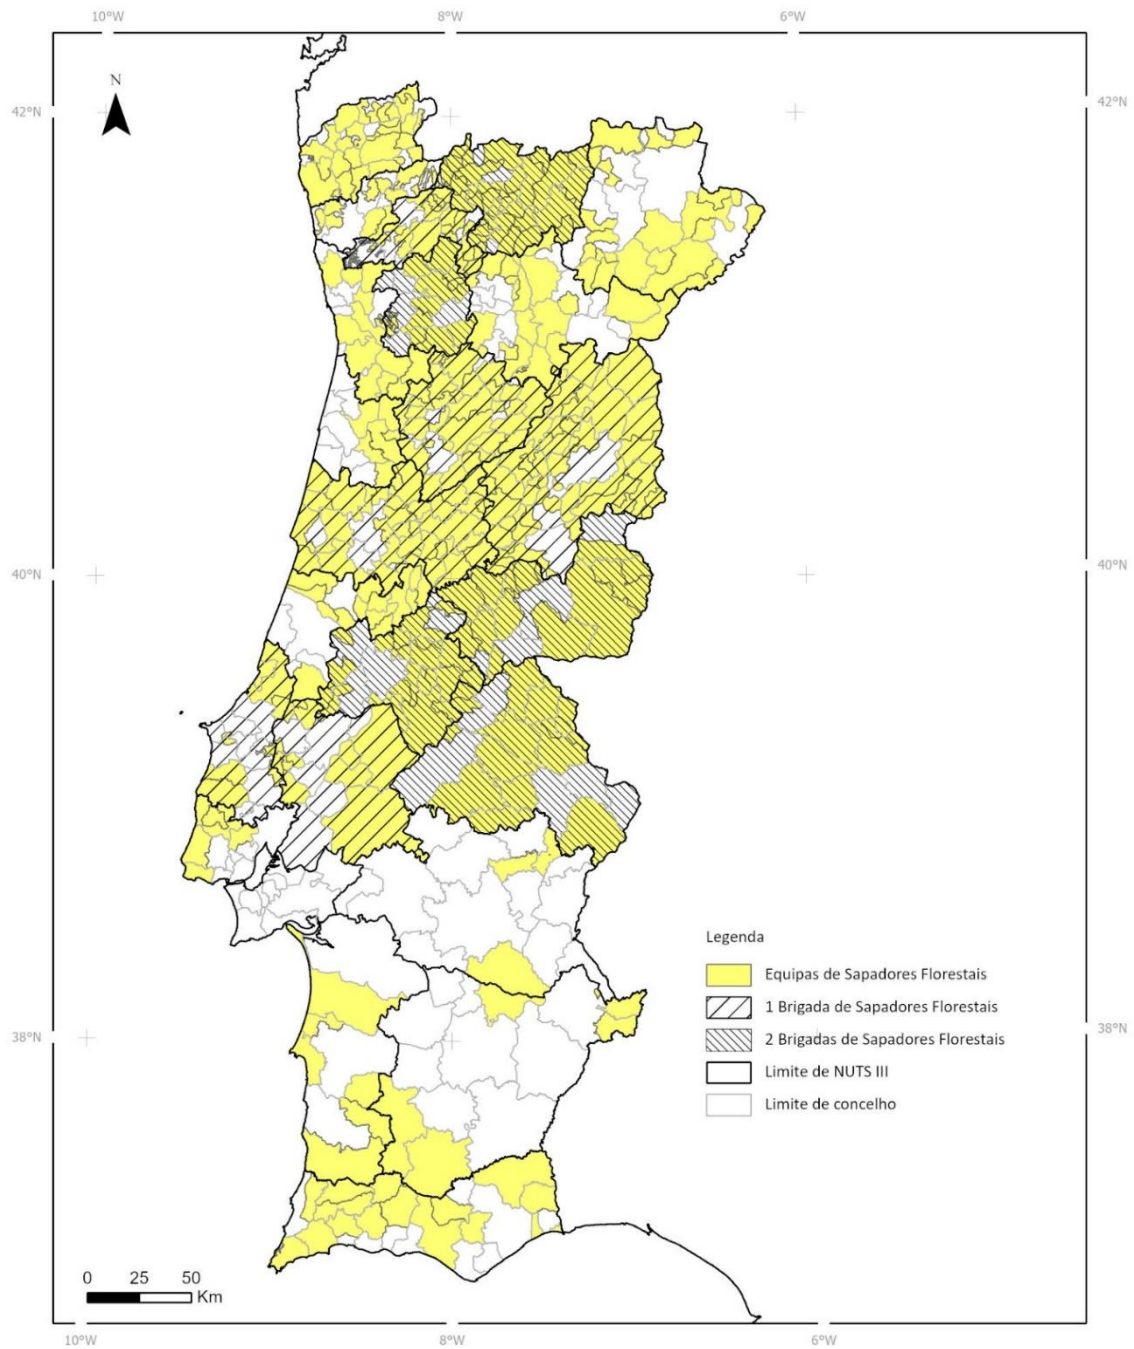 10°W 8°W 6°W
N
42°N 42°N
40°N 40°N
Legenda
Equipas de Sapadores Florestais
1 Brigada de Sapadores Florestais
2 Brigadas de Sapadores Florestais
38°N 38°N
Limite de NUTS III
Limite de concelho
0 25 50
Km
10°W 8°W 6°W